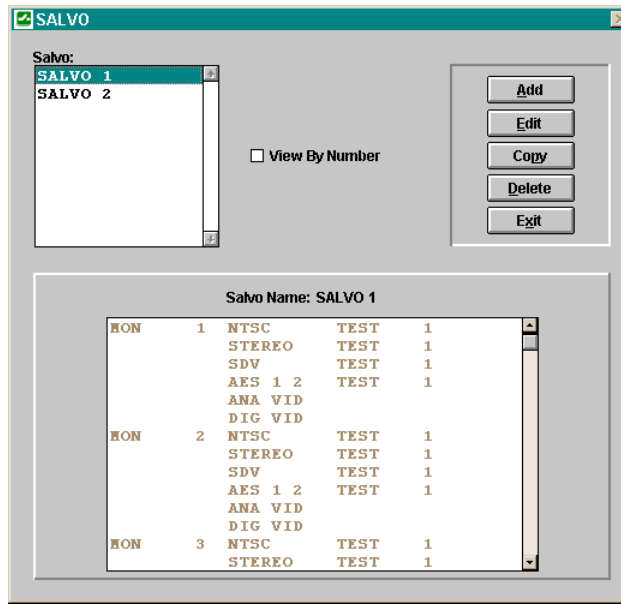 SALVO
Salvo:
SALVO 1
SALVO 2
View By Number
Add
Edit
Copy
Delete
Exit
Salvo Name: SALVO 1
MON 1 NTSC TEST 1
STEREO TEST 1
SDV TEST 1
AES 1 2 TEST 1
ANA VID
DIG VID
MON 2 NTSC TEST 1
STEREO TEST 1
SDV TEST 1
AES 1 2 TEST 1
ANA VID
DIG VID
MON 3 NTSC TEST 1
STEREO TEST 1